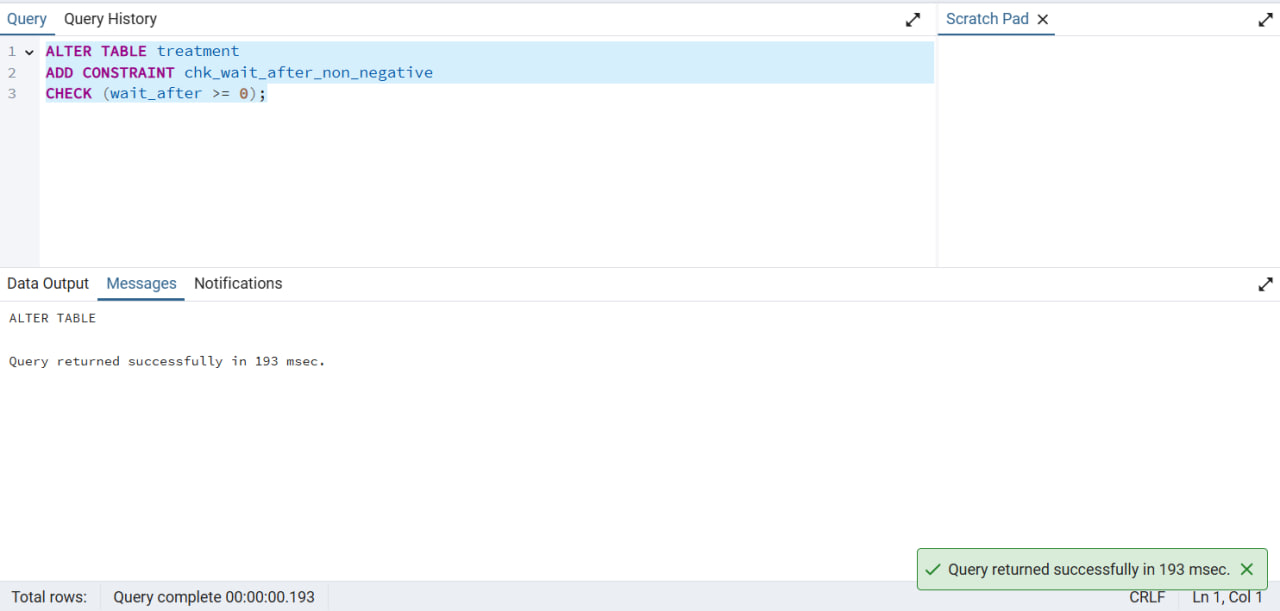 Query Query History Scratch Pad ✕
1 ALTER TABLE treatment
2 ADD CONSTRAINT chk_wait_after_non_negative
3 CHECK (wait_after >= 0);
Data Output Messages Notifications
ALTER TABLE
Query returned successfully in 193 msec.
Query returned successfully in 193 msec.
Total rows: Query complete 00:00:00.193 CRLF Ln 1, Col 1